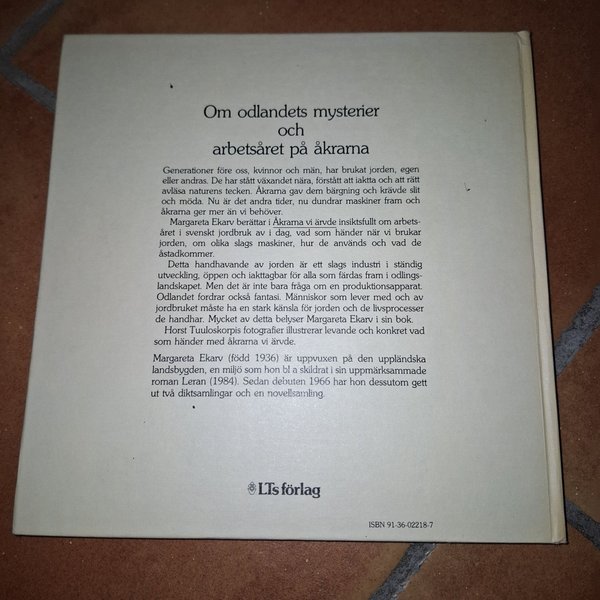 Om odlandets mysterier
och
arbetsåret på åkrarna
Generationer före oss, kvinnor och män, har brukat jorden, egen
eller andras. De har stått växandet nära, förstått att iaktta och att rätt
avläsa naturens tecken. Åkrarna gav dem bärgning och krävde slit
och möda. Nu är det andra tider, nu dundrar maskiner fram och
åkrarna ger mer än vi behöver.
Margareta Ekarv berättar i Åkrarna vi ärvde insiktsfullt om arbets-
året i svenskt jordbruk av i dag, vad som händer när vi brukar
jorden, om olika slags maskiner, hur de används och vad de
åstadkommer.
Detta handhavande av jorden är ett slags industri i ständig
utveckling, öppen och iakttagbar för alla som färdas fram i odlings-
landskapet. Men det är inte bara fråga om en produktionsapparat.
Odlandet fordrar också fantasi. Människor som lever med och av
jordbruket måste ha en stark känsla för jorden och de livsprocesser
de handhar. Mycket av detta belyser Margareta Ekarv i sin bok.
Horst Tuuloskorpis fotografier illustrerar levande och konkret vad
som händer med åkrarna vi ärvde.
Margareta Ekarv (född 1936) är uppvuxen på den uppländska
landsbygden, en miljö som hon bl a skildrat i sin uppmärksammade
roman Leran (1984). Sedan debuten 1966 har hon dessutom gett
ut två diktsamlingar och en novellsamling.
LTs förlag
ISBN 91-36-02218-7